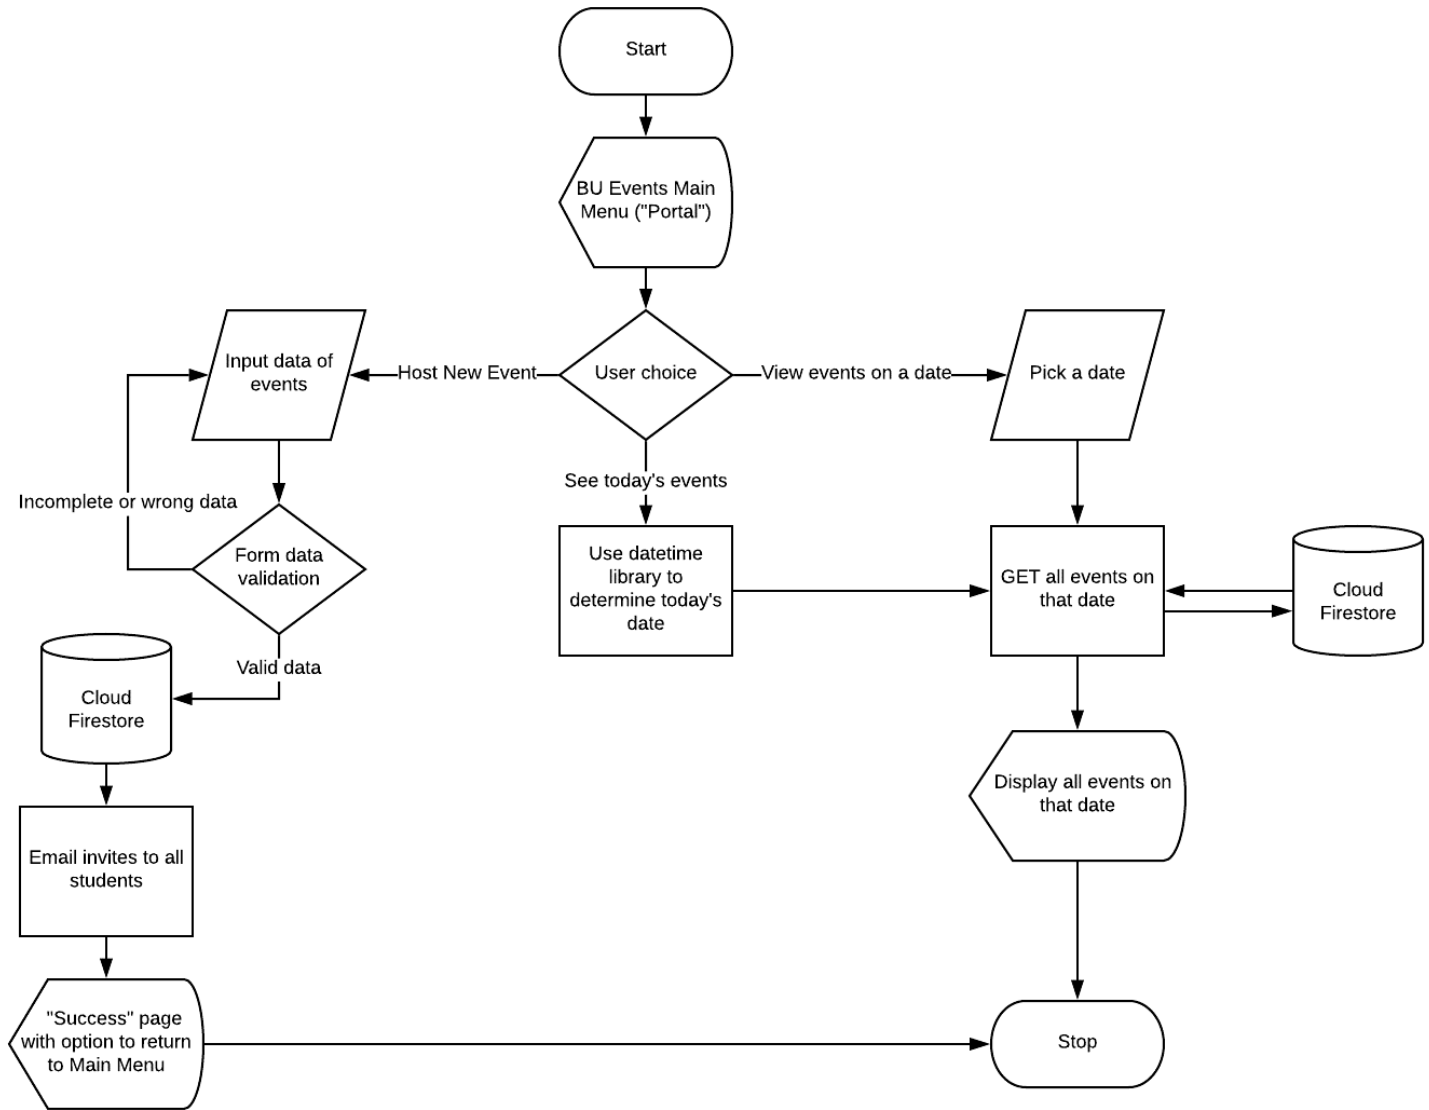 Start
BU Events Main
Menu ("Portal")
User choice
Host New Event
View events on a date
See today's events
Input data of
events
Incomplete or wrong data
Form data
validation
Valid data
Cloud
Firestore
Email invites to all
students
"Success" page
with option to return
to Main Menu
Use datetime
library to
determine today's
date
Pick a date
GET all events on
that date
Cloud
Firestore
Display all events on
that date
Stop